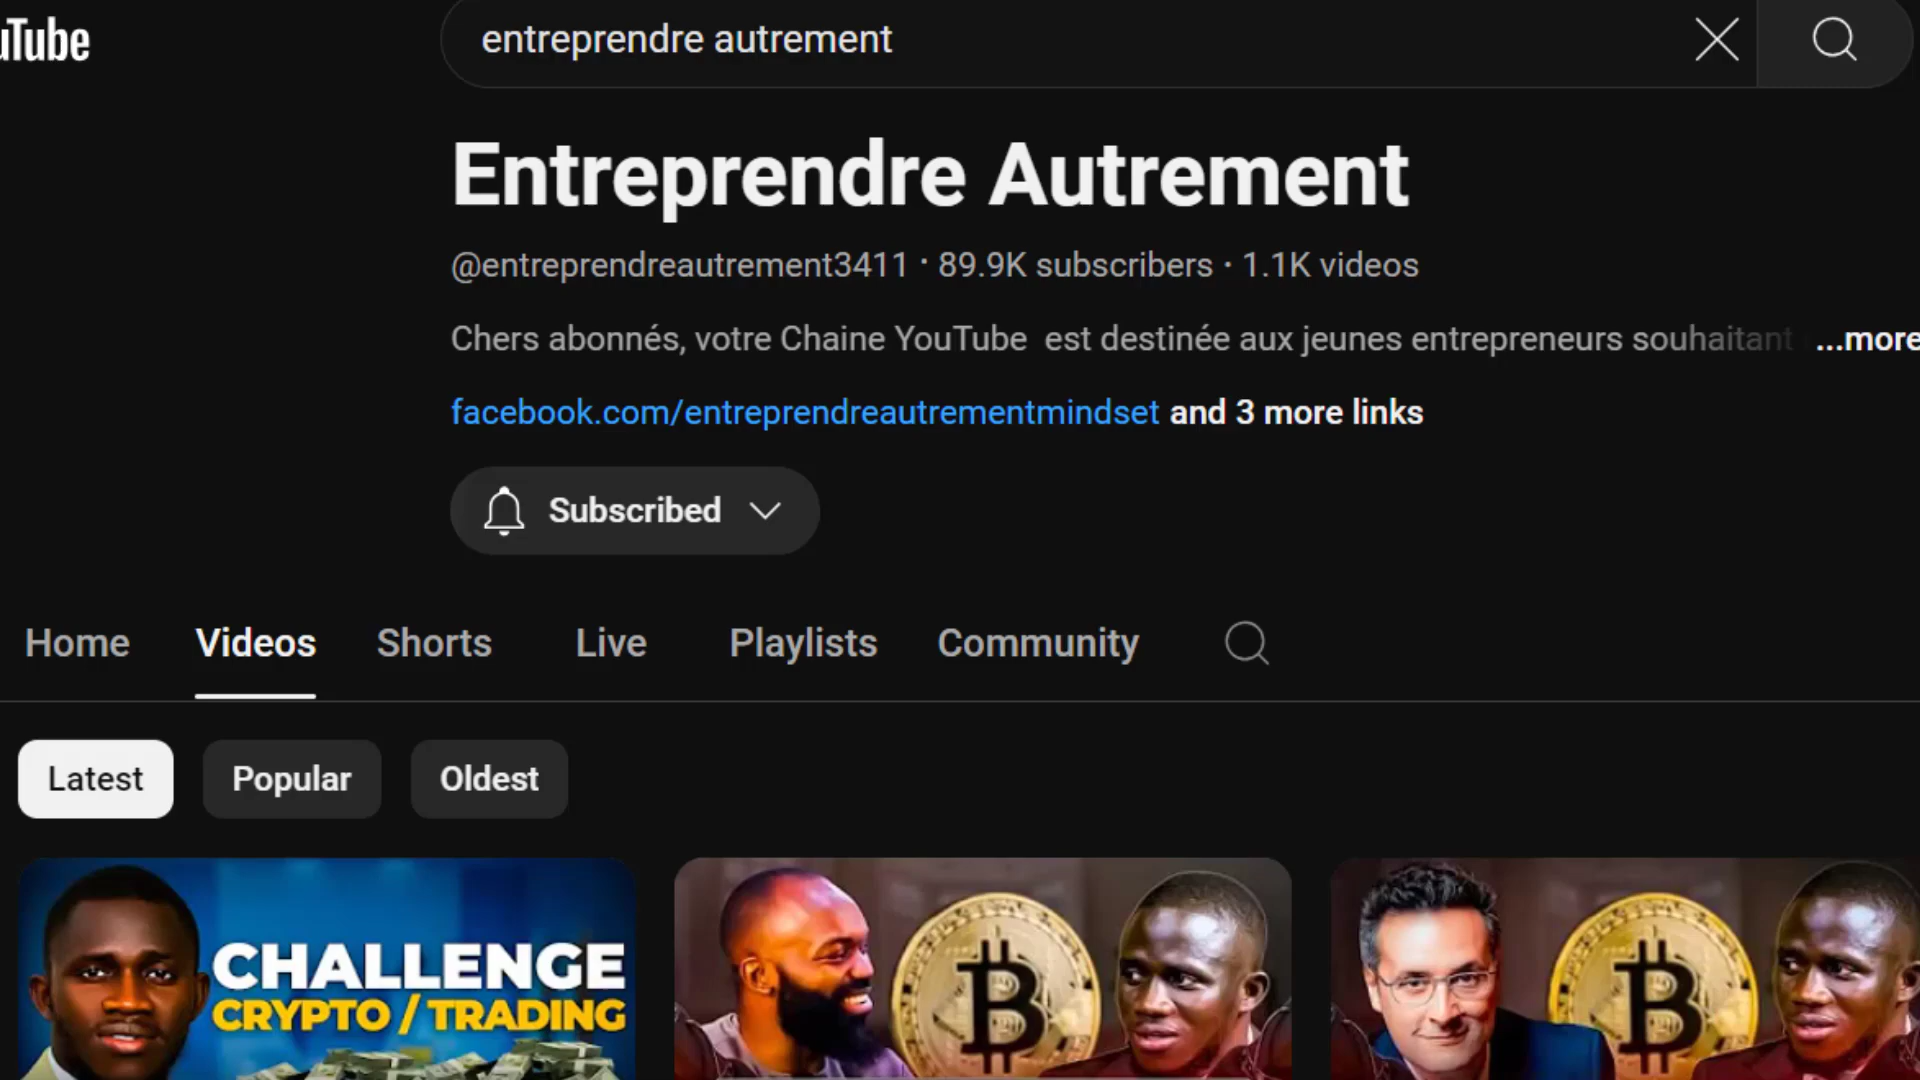 uTube
entreprendre autrement
Entreprendre Autrement
@entreprendreautrement3411 · 89.9K subscribers · 1.1K videos
Chers abonnés, votre Chaine YouTube est destinée aux jeunes entrepreneurs souhaitant ...more
facebook.com/entreprendreautrementmindset and 3 more links
Subscribed
Home Videos Shorts Live Playlists Community
Latest Popular Oldest
CHALLENGE
CRYPTO / TRADING